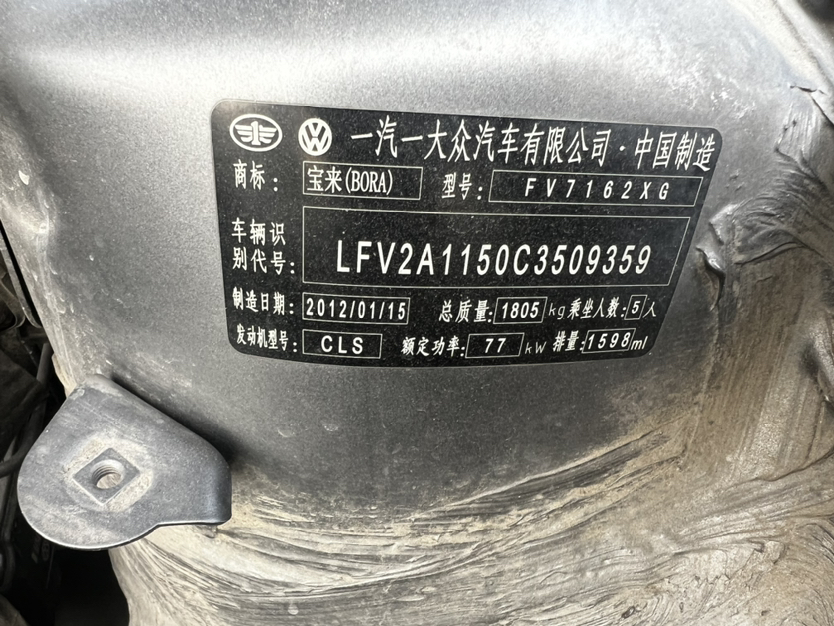 一汽一大众汽车有限公司·中国制造
商标: 宝来(BORA) 型号: FV7162XG
车辆识别代号: LFV2A1150C3509359
制造日期: 2012/01/15 总质量: 1805 kg 乘坐人数: 5 人
发动机型号: CLS 额定功率: 77 kW 排量: 1598 ml